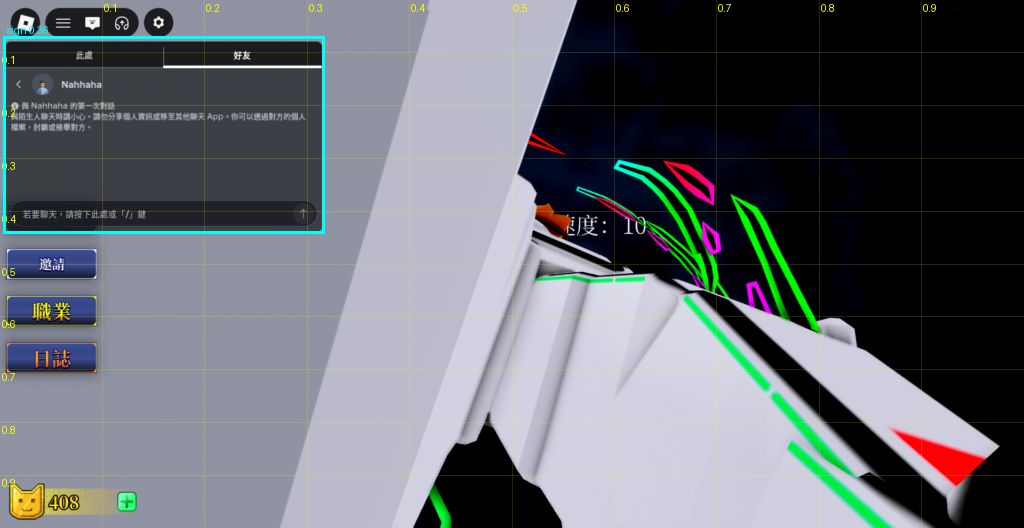 此處
好友
Nahhaha
與 Nahhaha 的第一次對話
與陌生人聊天時請小心。請勿分享個人資訊或移至其他聊天 App。你可以透過對方的個人
檔案，封鎖或檢舉對方。
若要聊天，請按下此處或「/」鍵
速度：10
邀請
職業
日誌
408